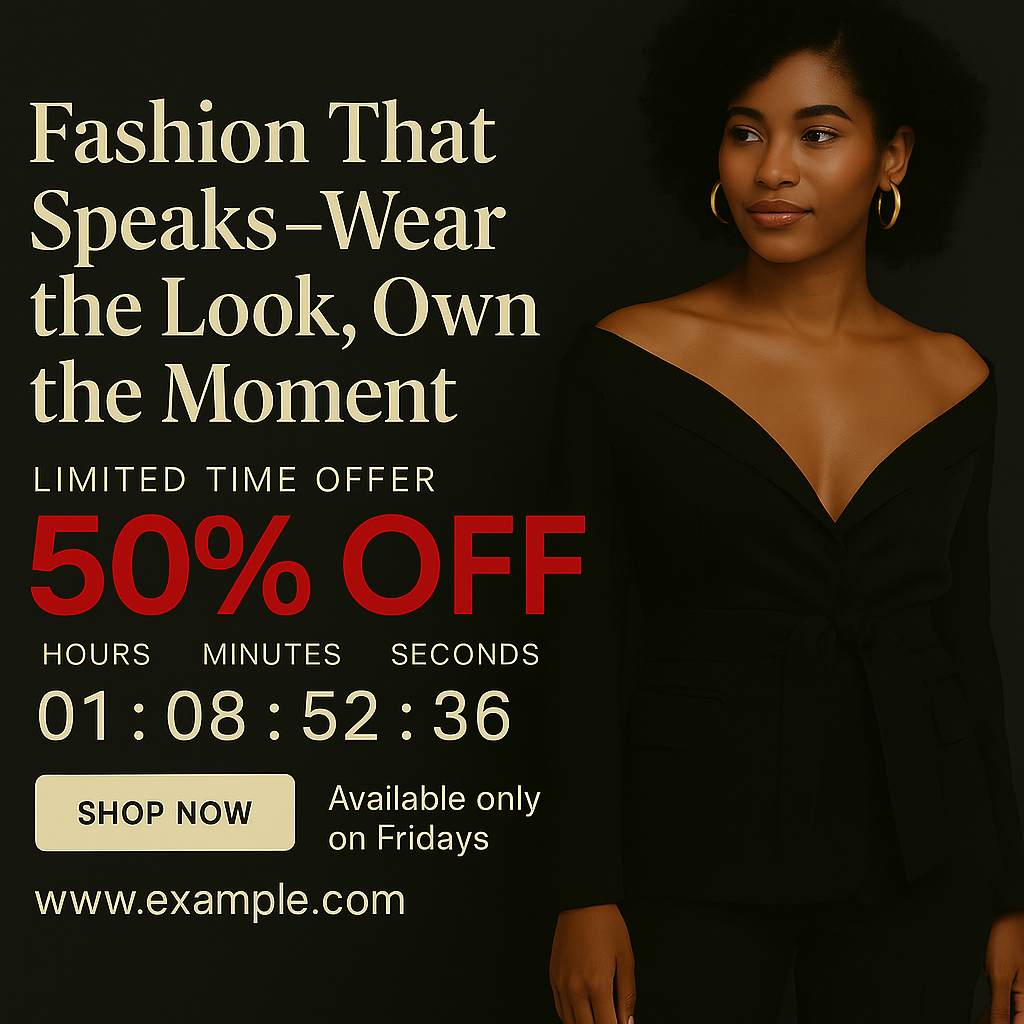 Fashion That
Speaks–Wear
the Look, Own
the Moment
LIMITED TIME OFFER
50% OFF
HOURS MINUTES SECONDS
01 : 08 : 52 : 36
SHOP NOW
Available only
on Fridays
www.example.com